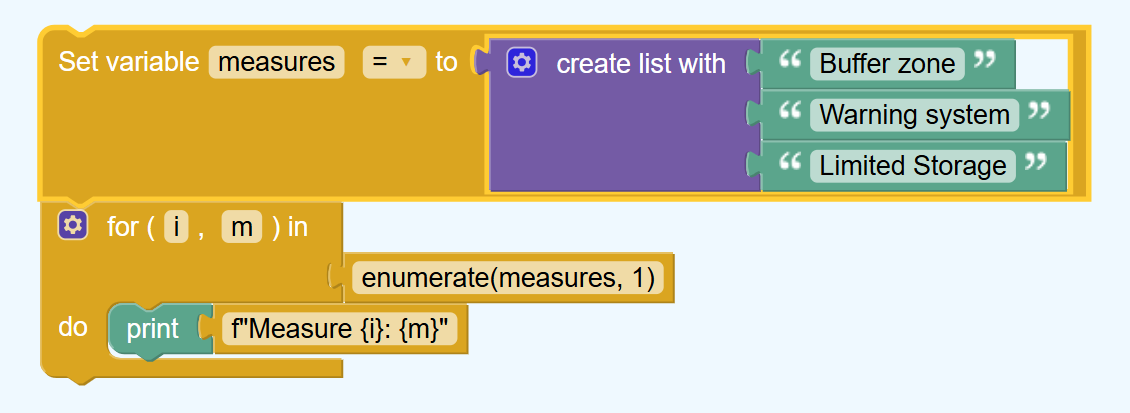 Set variable measures = ▾ to create list with “ Buffer zone ”
“ Warning system ”
“ Limited Storage ”
for ( i , m ) in
enumerate(measures, 1)
do print f"Measure {i}: {m}"